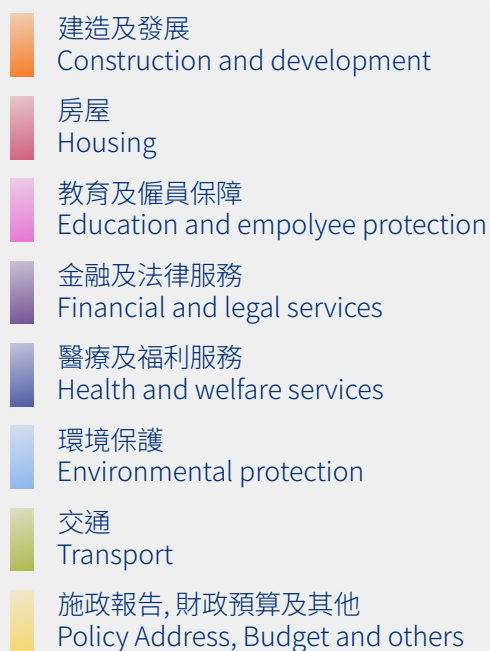 建造及發展
Construction and development
房屋
Housing
教育及僱員保障
Education and empolyee protection
金融及法律服務
Financial and legal services
醫療及福利服務
Health and welfare services
環境保護
Environmental protection
交通
Transport
施政報告, 財政預算及其他
Policy Address, Budget and others